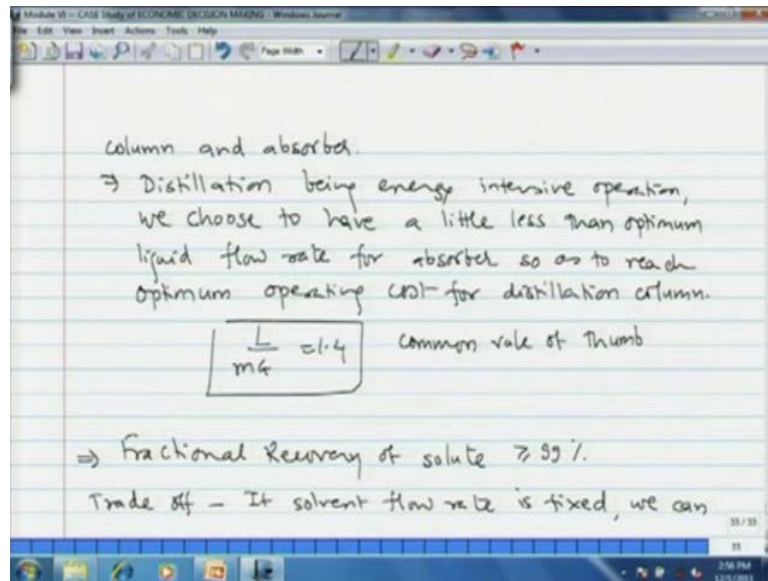 Module VI - CASE Study of ECONOMIC DECISION MAKING - Windows Journal
File Edit View Insert Actions Tools Help
Page Width
column and absorber.
⇒ Distillation being energy intensive operation,
we choose to have a little less than optimum
liquid flow rate for absorber so as to reach
optimum operating cost for distillation column.
L/mG = 1.4 common rule of thumb
⇒ Fractional Recovery of solute ≥ 99 %.
Trade off - If solvent flow rate is fixed, we can
33 / 33
33
2:56 PM